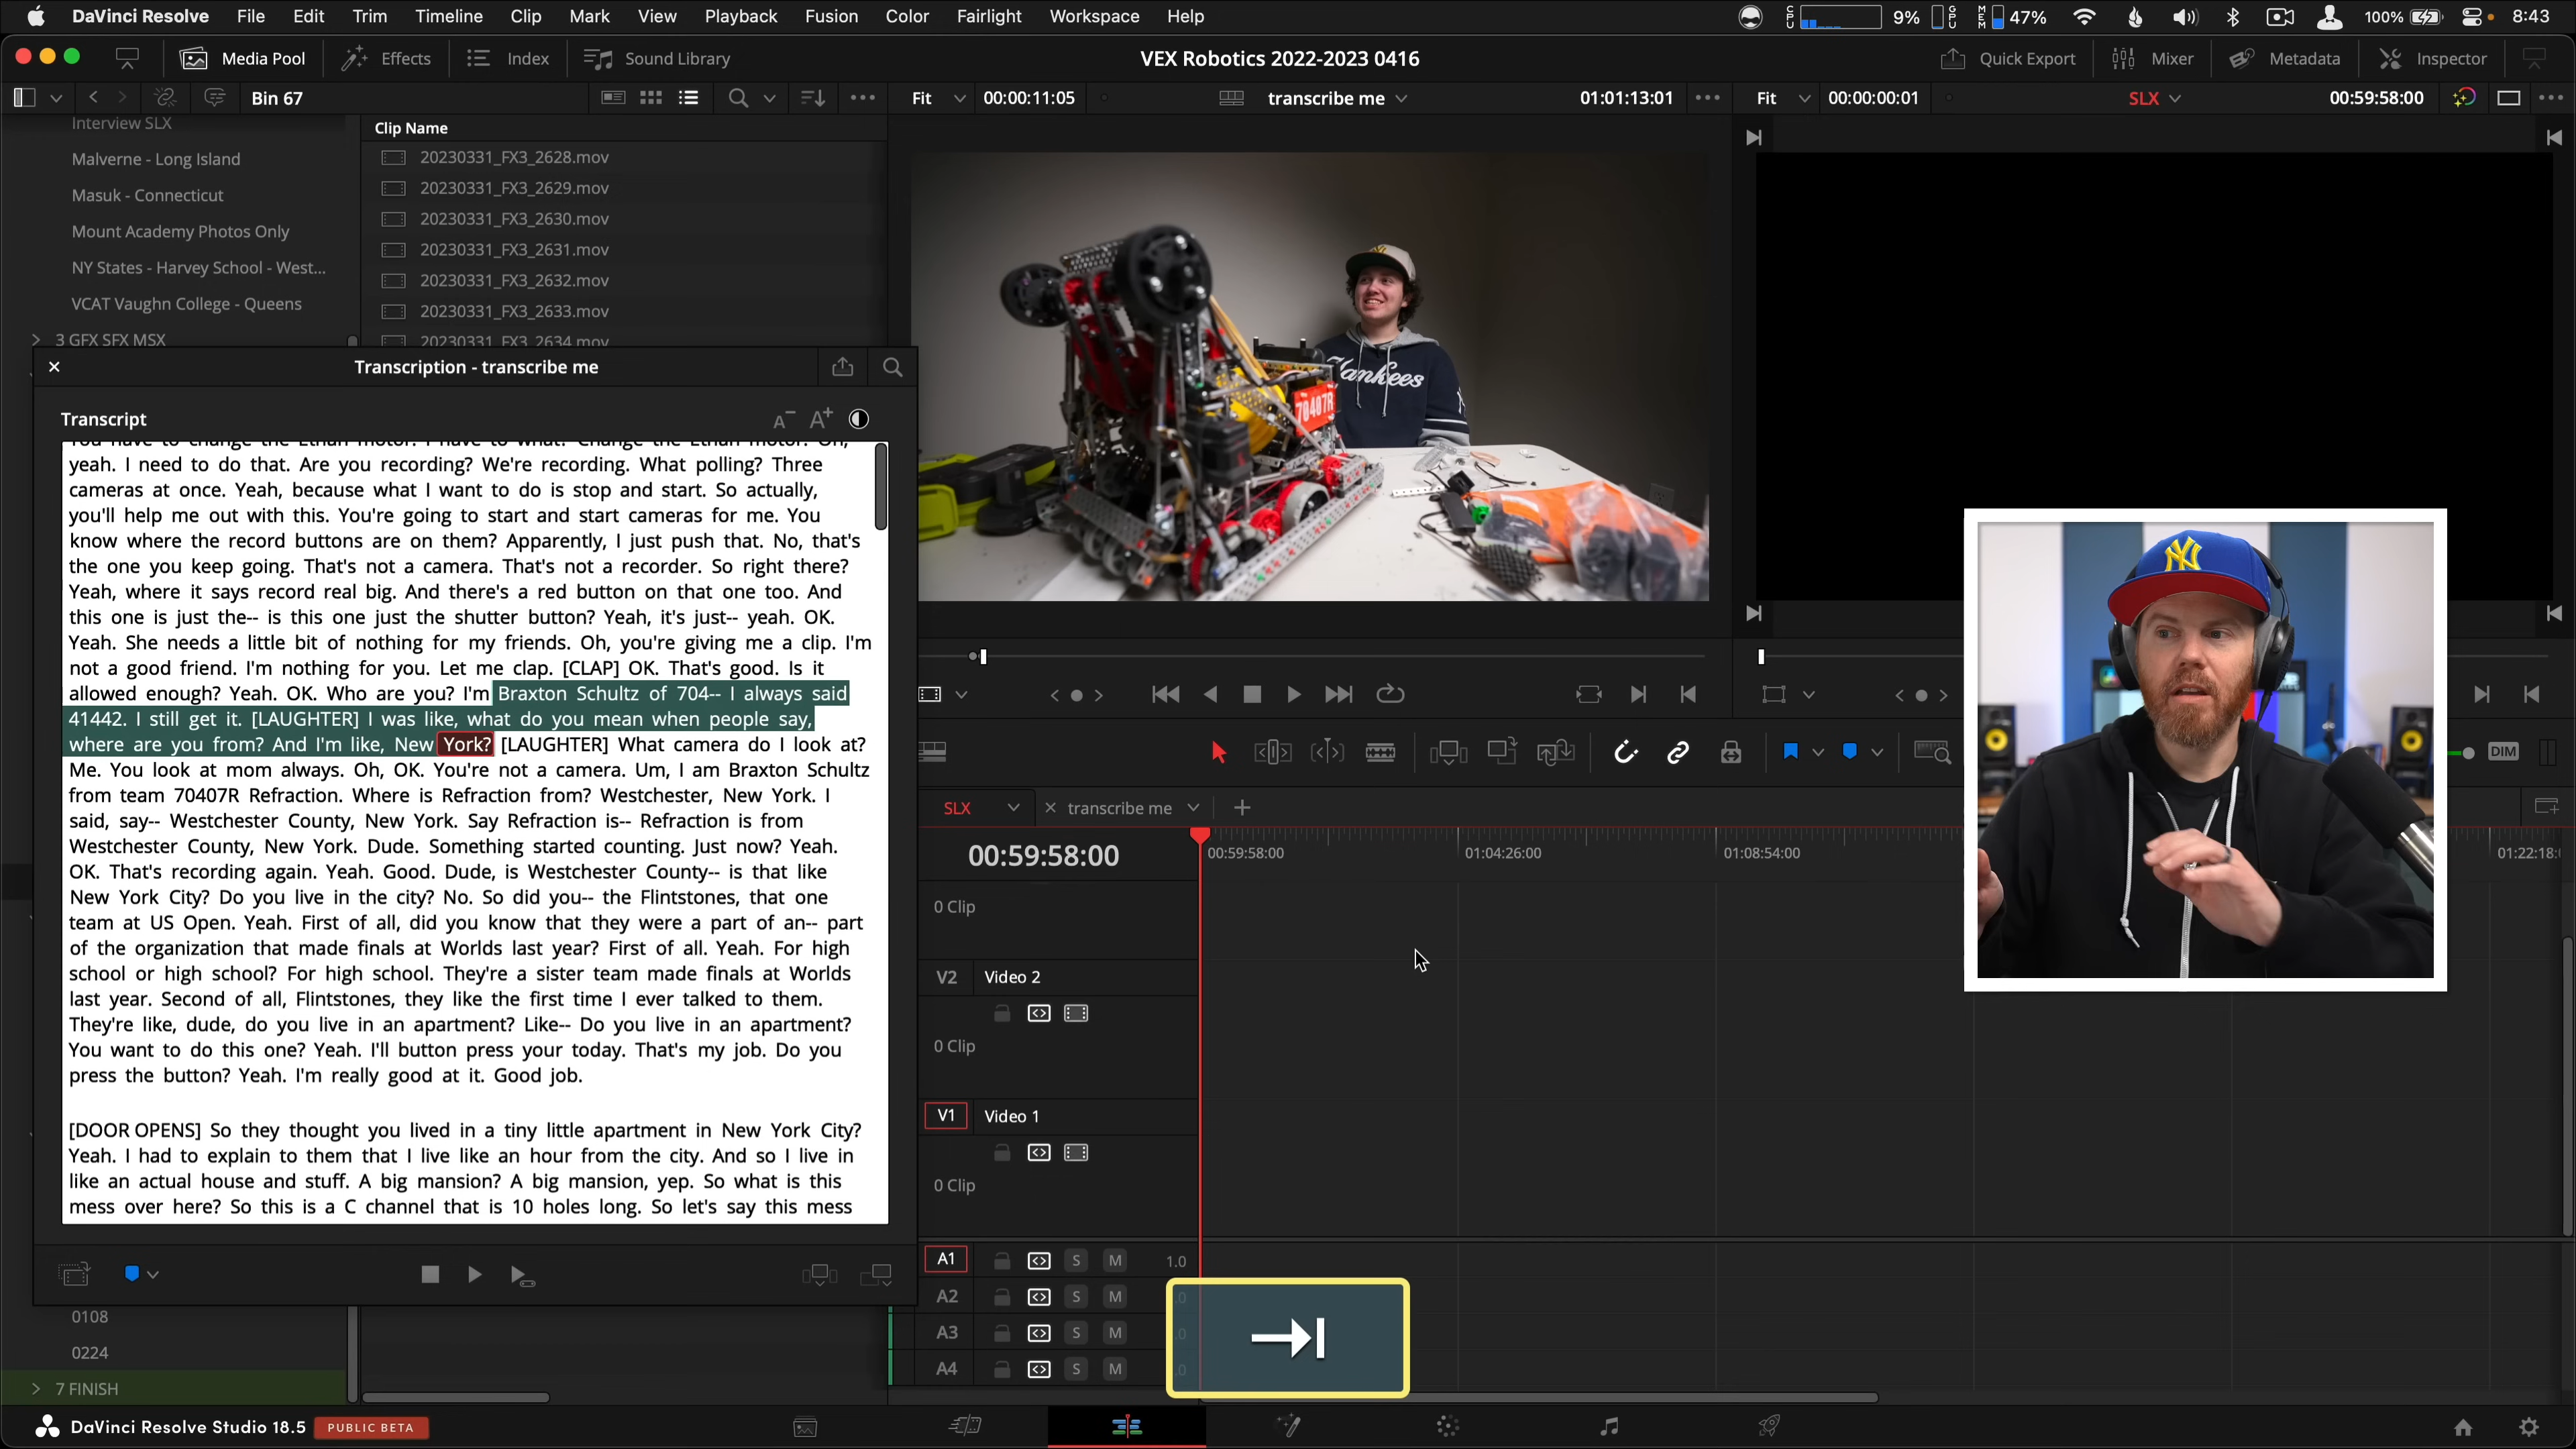 DaVinci Resolve File Edit Trim Timeline Clip Mark View Playback Fusion Color Fairlight Workspace Help
CPU 9% GPU MEM 47% 100% 8:43
Media Pool Effects Index Sound Library
VEX Robotics 2022-2023 0416
Quick Export Mixer Metadata Inspector
Bin 67
Fit 00:00:11:05 transcribe me 01:01:13:01
Fit 00:00:00:01 SLX 00:59:58:00
Interview SLX
Malverne - Long Island
Masuk - Connecticut
Mount Academy Photos Only
NY States - Harvey School - West...
VCAT Vaughn College - Queens
3 GFX SFX MSX
Clip Name
20230331_FX3_2628.mov
20230331_FX3_2629.mov
20230331_FX3_2630.mov
20230331_FX3_2631.mov
20230331_FX3_2632.mov
20230331_FX3_2633.mov
20230331_FX3_2634.mov
Yankees
70407R
Transcription - transcribe me
Transcript
A- A+
You have to change the Ethan motor? I have to what? Change the Ethan motor? Oh,
yeah. I need to do that. Are you recording? We're recording. What polling? Three
cameras at once. Yeah, because what I want to do is stop and start. So actually,
you'll help me out with this. You're going to start and start cameras for me. You
know where the record buttons are on them? Apparently, I just push that. No, that's
the one you keep going. That's not a camera. That's not a recorder. So right there?
Yeah, where it says record real big. And there's a red button on that one too. And
this one is just the-- is this one just the shutter button? Yeah, it's just-- yeah. OK.
Yeah. She needs a little bit of nothing for my friends. Oh, you're giving me a clip. I'm
not a good friend. I'm nothing for you. Let me clap. [CLAP] OK. That's good. Is it
allowed enough? Yeah. OK. Who are you? I'm Braxton Schultz of 704-- I always said
41442. I still get it. [LAUGHTER] I was like, what do you mean when people say,
where are you from? And I'm like, New York? [LAUGHTER] What camera do I look at?
Me. You look at mom always. Oh, OK. You're not a camera. Um, I am Braxton Schultz
from team 70407R Refraction. Where is Refraction from? Westchester, New York. I
said, say-- Westchester County, New York. Say Refraction is-- Refraction is from
Westchester County, New York. Dude. Something started counting. Just now? Yeah.
OK. That's recording again. Yeah. Good. Dude, is Westchester County-- is that like
New York City? Do you live in the city? No. So did you-- the Flintstones, that one
team at US Open. Yeah. First of all, did you know that they were a part of an-- part
of the organization that made finals at Worlds last year? First of all. Yeah. For high
school or high school? For high school. They're a sister team made finals at Worlds
last year. Second of all, Flintstones, they like the first time I ever talked to them.
They're like, dude, do you live in an apartment? Like-- Do you live in an apartment?
You want to do this one? Yeah. I'll button press your today. That's my job. Do you
press the button? Yeah. I'm really good at it. Good job.
[DOOR OPENS] So they thought you lived in a tiny little apartment in New York City?
Yeah. I had to explain to them that I live like an hour from the city. And so I live in
like an actual house and stuff. A big mansion? A big mansion, yep. So what is this
mess over here? So this is a C channel that is 10 holes long. So let's say this mess
NY
DIM
SLX transcribe me
00:59:58:00
00:59:58:00 01:04:26:00 01:08:54:00 01:22:18:
0 Clip
V2 Video 2
0 Clip
V1 Video 1
0 Clip
A1 S M 1.0
A2 S M .0
A3 S M .0
A4 S M .0
0108
0224
7 FINISH
DaVinci Resolve Studio 18.5 PUBLIC BETA